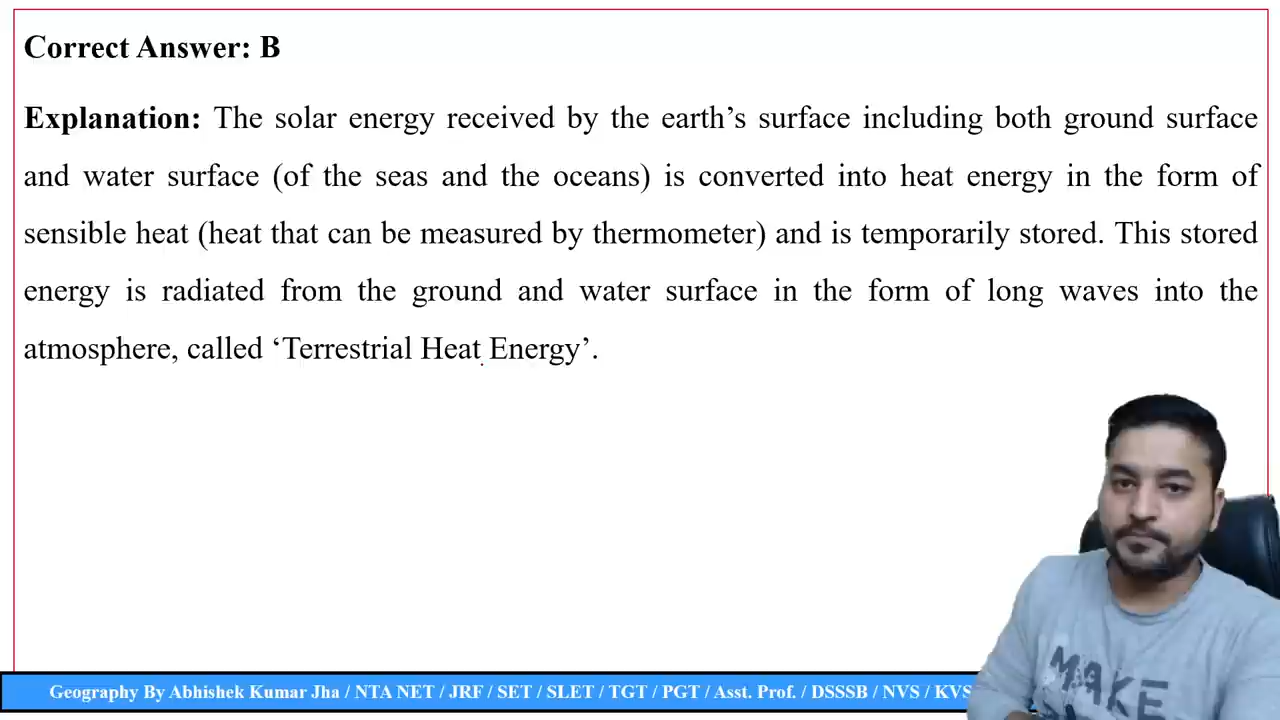 Correct Answer: B
Explanation: The solar energy received by the earth’s surface including both ground surface
and water surface (of the seas and the oceans) is converted into heat energy in the form of
sensible heat (heat that can be measured by thermometer) and is temporarily stored. This stored
energy is radiated from the ground and water surface in the form of long waves into the
atmosphere, called ‘Terrestrial Heat Energy’.
Geography By Abhishek Kumar Jha / NTA NET / JRF / SET / SLET / TGT / PGT / Asst. Prof. / DSSSB / NVS / KVS
MAKE